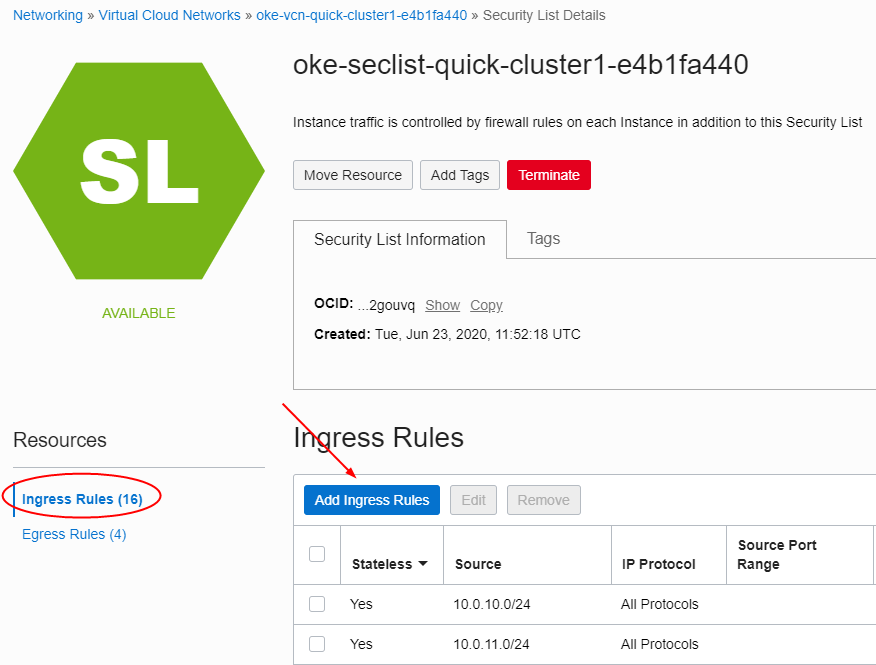 Networking » Virtual Cloud Networks » oke-vcn-quick-cluster1-e4b1fa440 » Security List Details
SL
AVAILABLE
oke-seclist-quick-cluster1-e4b1fa440
Instance traffic is controlled by firewall rules on each Instance in addition to this Security List
Move Resource Add Tags Terminate
Security List Information Tags
OCID: ...2gouvq Show Copy
Created: Tue, Jun 23, 2020, 11:52:18 UTC
Resources
Ingress Rules (16)
Egress Rules (4)
Ingress Rules
Add Ingress Rules Edit Remove
Stateless Source IP Protocol Source Port Range
Yes 10.0.10.0/24 All Protocols
Yes 10.0.11.0/24 All Protocols